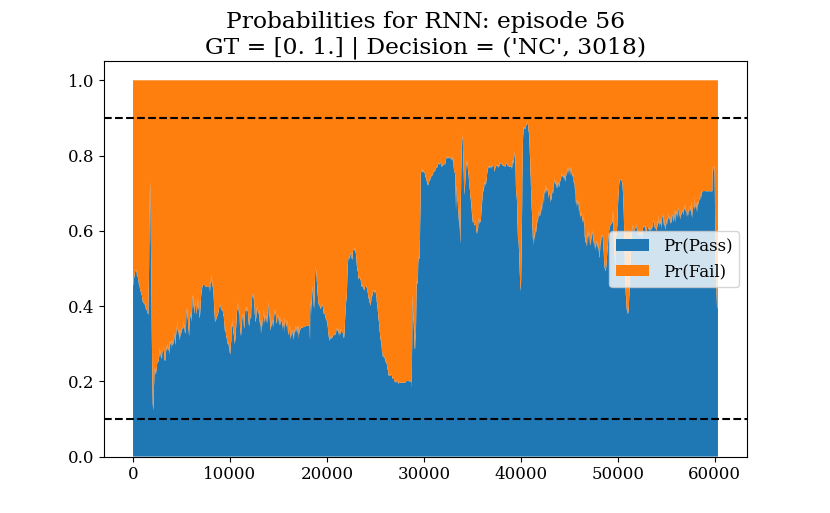 Probabilities for RNN: episode 56
GT = [0. 1.] | Decision = ('NC', 3018)
1.0
0.8
0.6
0.4
0.2
0.0
Pr(Pass)
Pr(Fail)
0 10000 20000 30000 40000 50000 60000